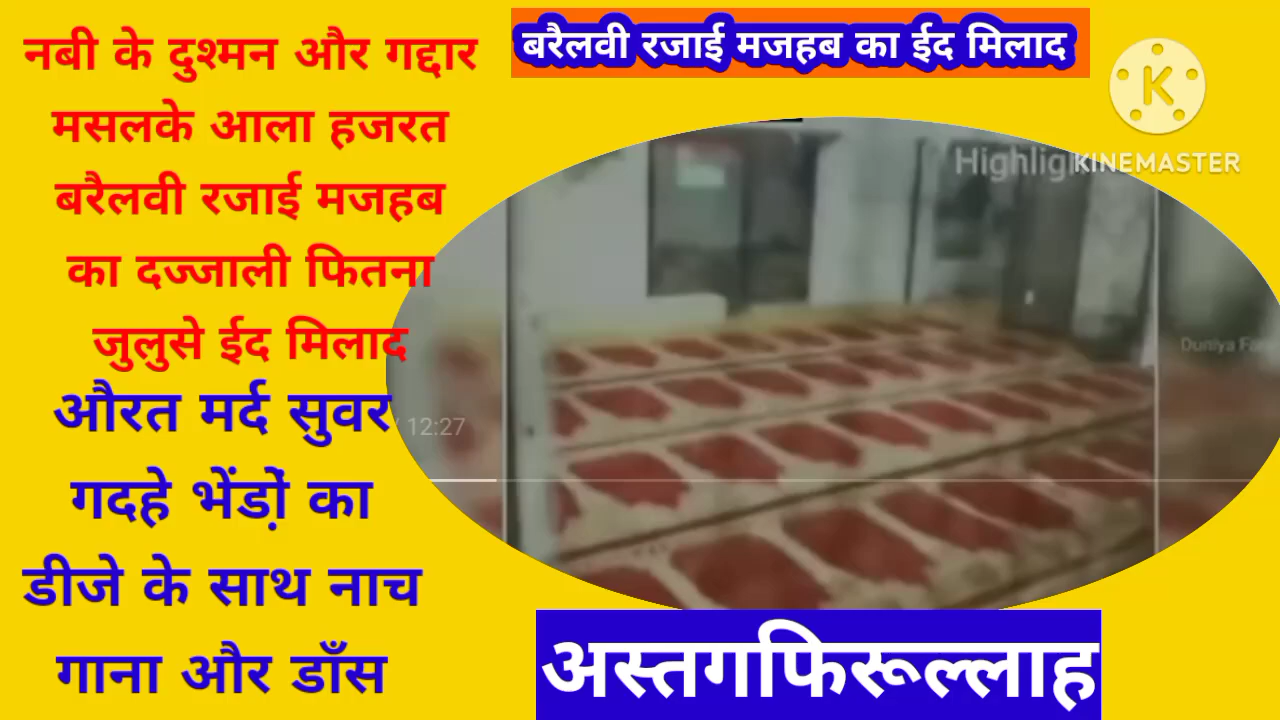 नबी के दुश्मन और गद्दार
मसलके आला हजरत
बरैलवी रजाई मजहब
का दज्जाली फितना
जुलुसे ईद मिलाद
औरत मर्द सुवर
गदहे भेंडो़ं का
डीजे के साथ नाच
गाना और डाँस
बरैलवी रजाई मजहब का ईद मिलाद
K
KINEMASTER
Duniya
/ 12:27
अस्तगफिरूल्लाह